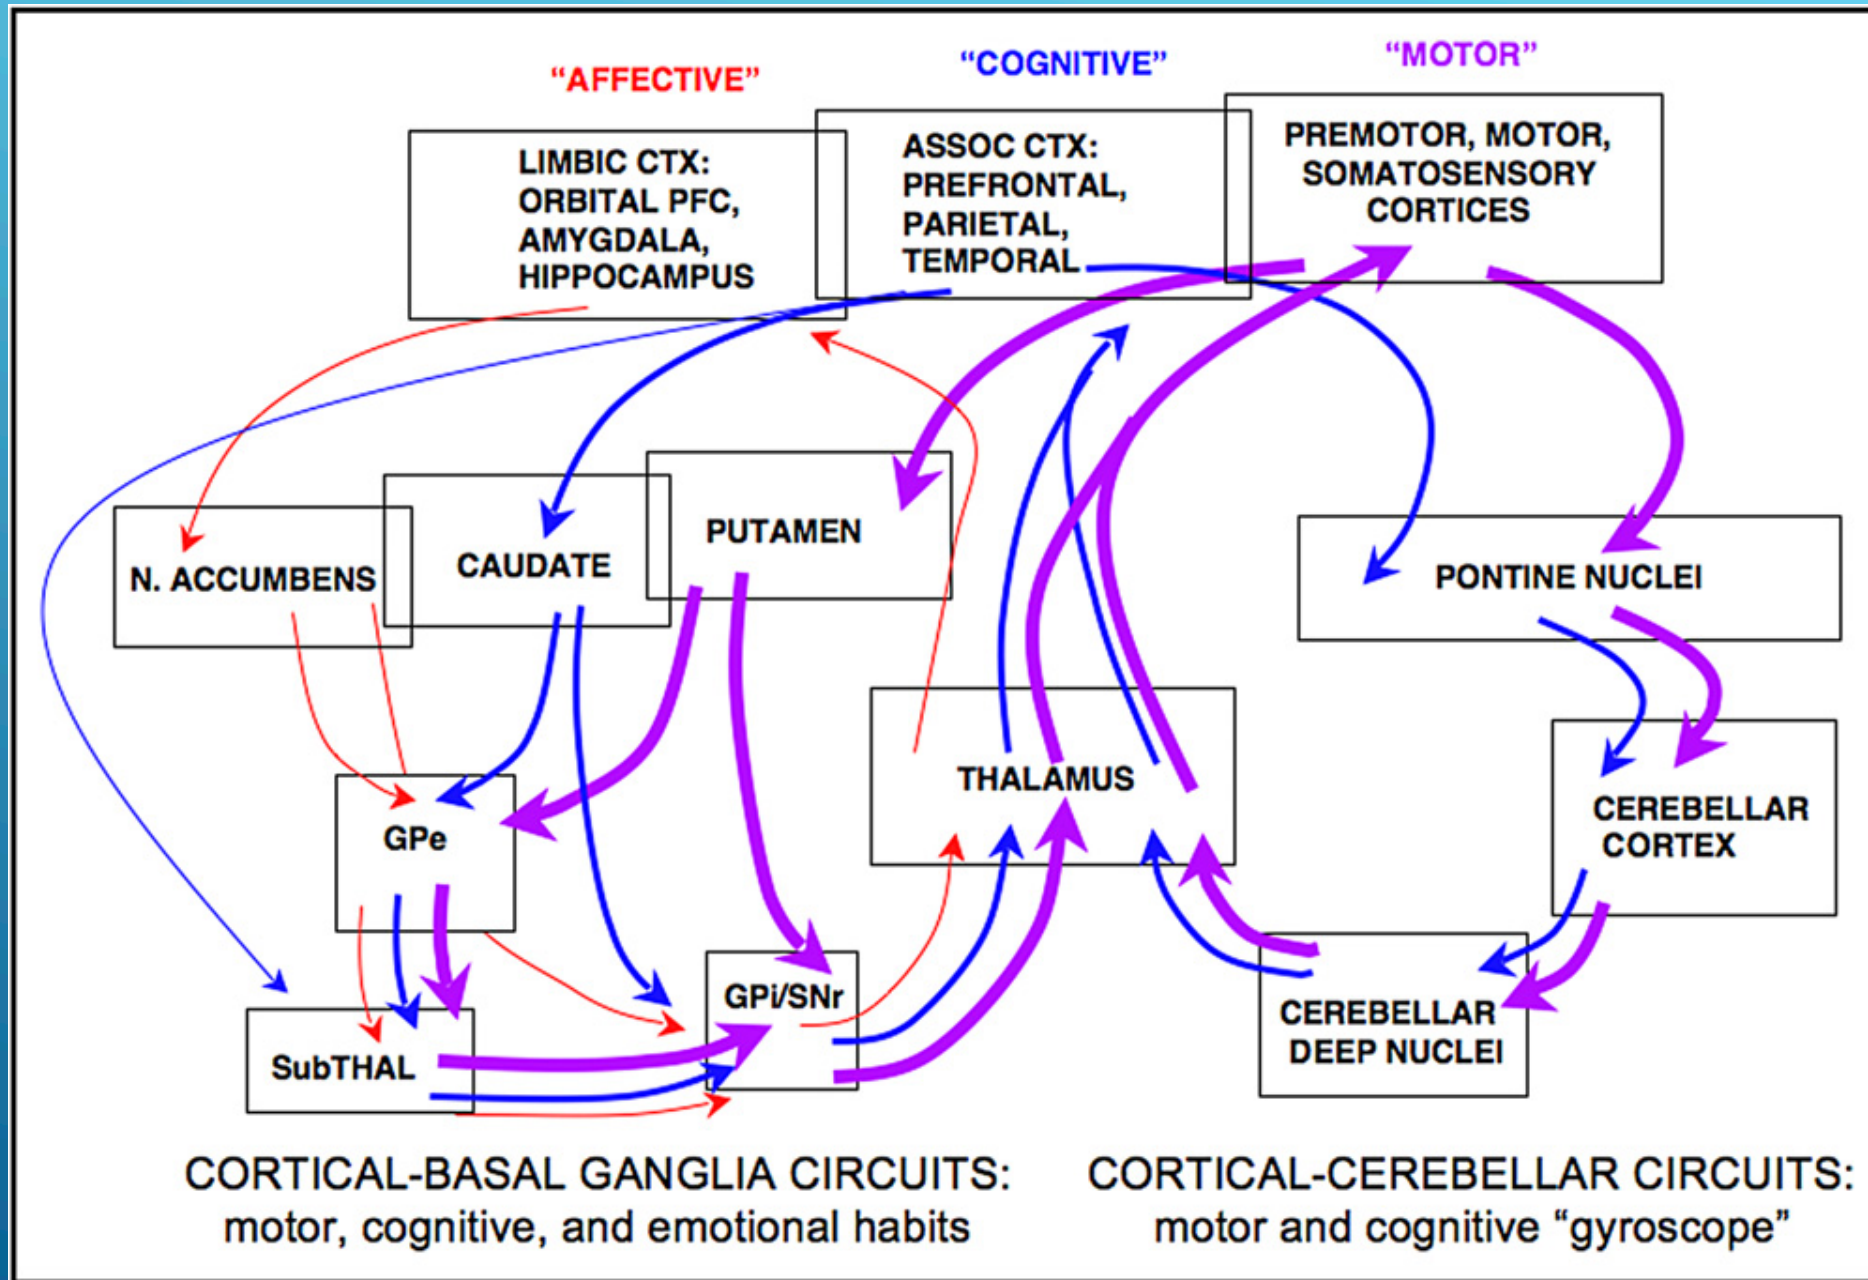 “AFFECTIVE”
“COGNITIVE”
“MOTOR”
LIMBIC CTX:
ORBITAL PFC,
AMYGDALA,
HIPPOCAMPUS
ASSOC CTX:
PREFRONTAL,
PARIETAL,
TEMPORAL
PREMOTOR, MOTOR,
SOMATOSENSORY
CORTICES
N. ACCUMBENS
CAUDATE
PUTAMEN
PONTINE NUCLEI
GPe
THALAMUS
CEREBELLAR
CORTEX
SubTHAL
GPi/SNr
CEREBELLAR
DEEP NUCLEI
CORTICAL-BASAL GANGLIA CIRCUITS:
motor, cognitive, and emotional habits
CORTICAL-CEREBELLAR CIRCUITS:
motor and cognitive “gyroscope”